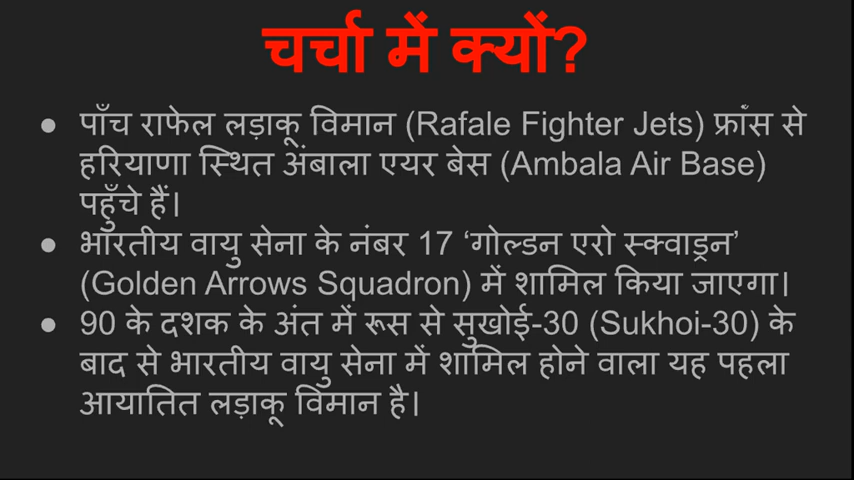 चर्चा में क्यों?
● पाँच राफेल लड़ाकू विमान (Rafale Fighter Jets) फ्राँस से
हरियाणा स्थित अंबाला एयर बेस (Ambala Air Base)
पहुँचे हैं।
● भारतीय वायु सेना के नंबर 17 ‘गोल्डन एरो स्क्वाड्रन’
(Golden Arrows Squadron) में शामिल किया जाएगा।
● 90 के दशक के अंत में रूस से सुखोई-30 (Sukhoi-30) के
बाद से भारतीय वायु सेना में शामिल होने वाला यह पहला
आयातित लड़ाकू विमान है।